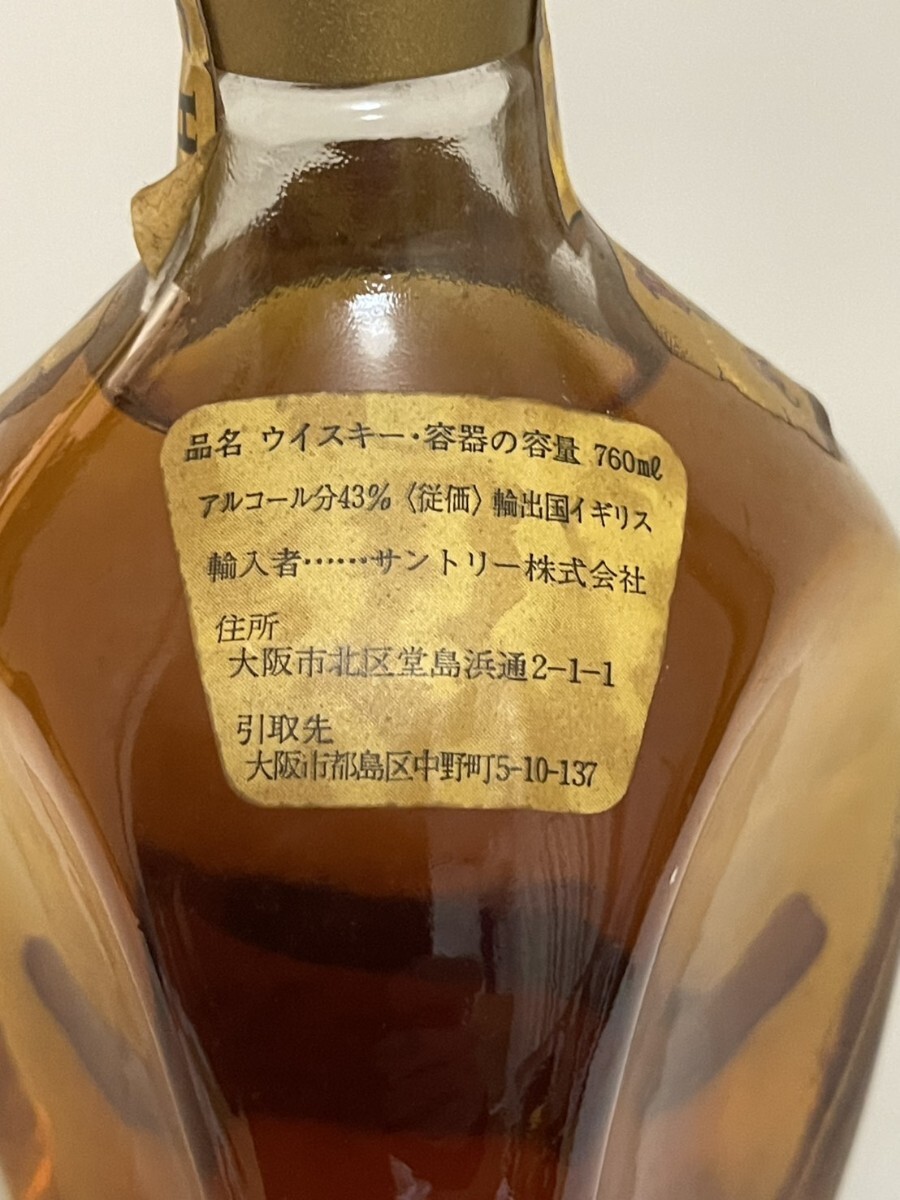 品名 ウイスキー・容器の容量 760mℓ
アルコール分43%〈従価〉輸出国イギリス
輸入者……サントリー株式会社
住所
大阪市北区堂島浜通2-1-1
引取先
大阪市都島区中野町5-10-137
H